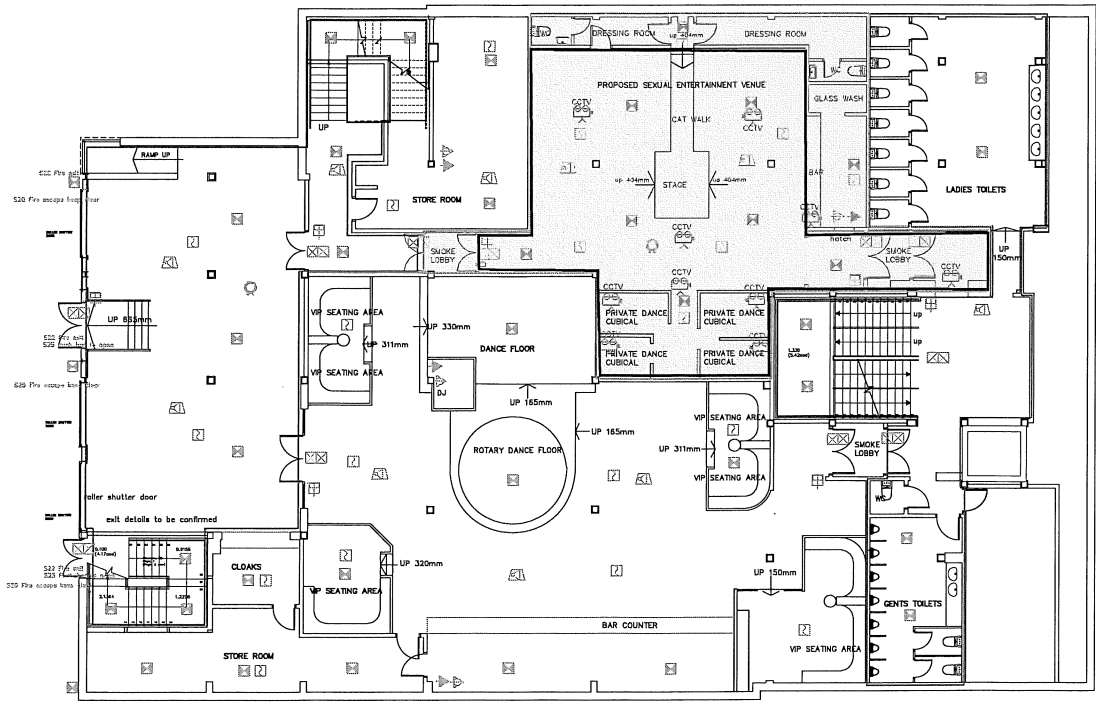 DRESSING ROOM
up 404mm
DRESSING ROOM
WC
PROPOSED SEXUAL ENTERTAINMENT VENUE
GLASS WASH
CCTV
CCTV
CAT WALK
UP
RAMP UP
BAR
up 404mm
STAGE
up 404mm
LADIES TOILETS
STORE ROOM
CCTV
hatch
SMOKE
LOBBY
SMOKE
LOBBY
UP
150mm
CCTV
CCTV
CCTV
CCTV
VIP SEATING AREA
PRIVATE DANCE
CUBICAL
PRIVATE DANCE
CUBICAL
up
UP 330mm
UP 311mm
DANCE FLOOR
up
PRIVATE DANCE
CUBICAL
PRIVATE DANCE
CUBICAL
VIP SEATING AREA
DJ
UP 165mm
VIP SEATING AREA
UP 165mm
ROTARY DANCE FLOOR
UP 311mm
SMOKE
LOBBY
VIP SEATING AREA
roller shutter door
WC
exit details to be confirmed
CLOAKS
UP 320mm
UP 150mm
VIP SEATING AREA
GENTS TOILETS
BAR COUNTER
STORE ROOM
VIP SEATING AREA